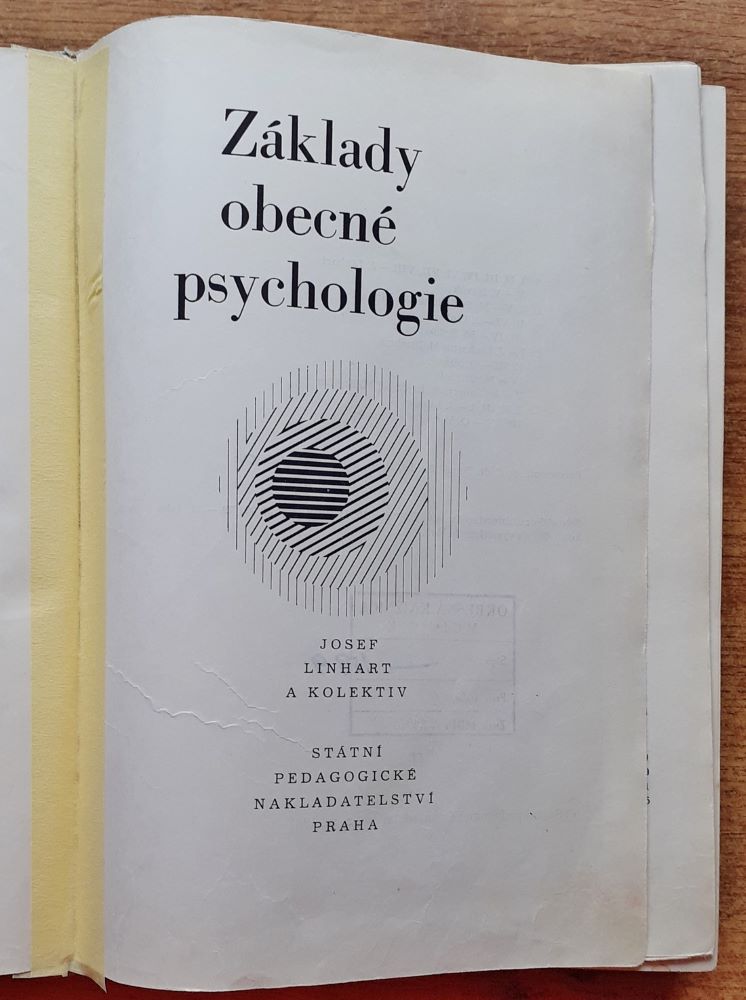 Základy
obecné
psychologie
JOSEF
LINHART
A KOLEKTIV
STÁTNÍ
PEDAGOGICKÉ
NAKLADATELSTVÍ
PRAHA